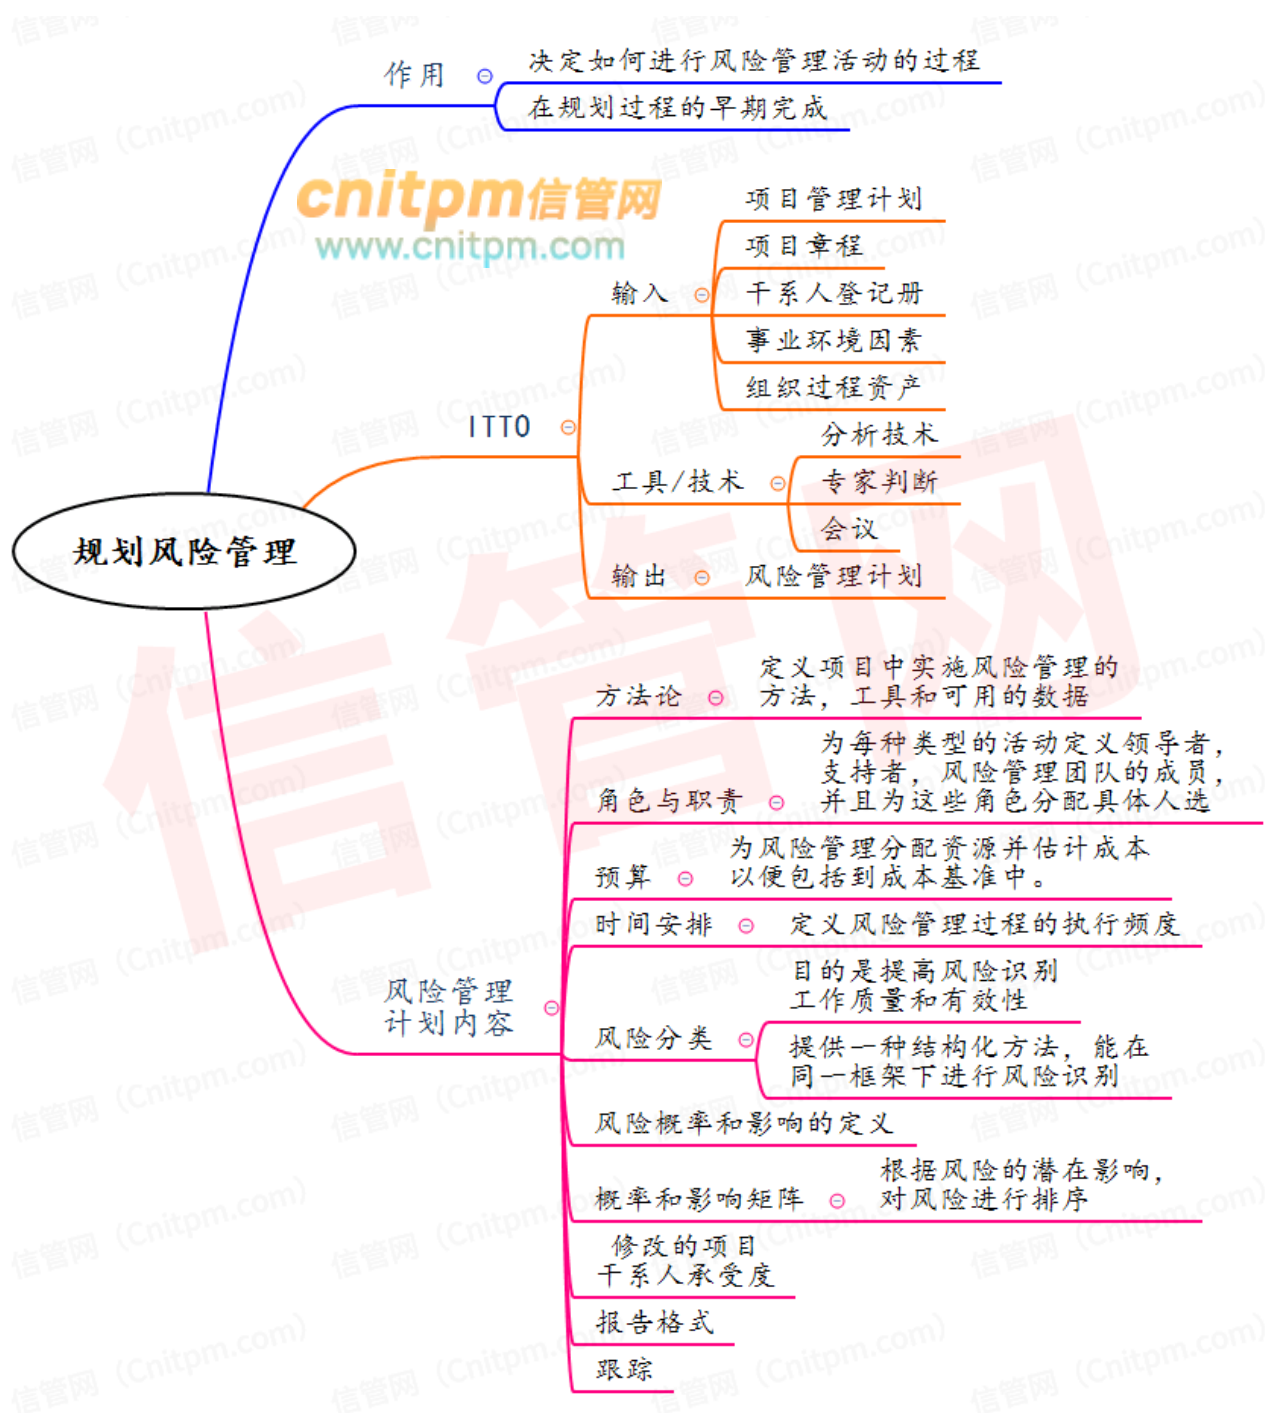 作用
决定如何进行风险管理活动的过程
在规划过程的早期完成
cnitpm信管网
www.cnitpm.com
ITTO
输入
项目管理计划
项目章程
干系人登记册
事业环境因素
组织过程资产
工具/技术
分析技术
专家判断
会议
输出
风险管理计划
规划风险管理
风险管理
计划内容
方法论
定义项目中实施风险管理的
方法，工具和可用的数据
角色与职责
为每种类型的活动定义领导者，
支持者，风险管理团队的成员，
并且为这些角色分配具体人选
预算
为风险管理分配资源并估计成本
以便包括到成本基准中。
时间安排
定义风险管理过程的执行频度
风险分类
目的是提高风险识别
工作质量和有效性
提供一种结构化方法，能在
同一框架下进行风险识别
风险概率和影响的定义
概率和影响矩阵
根据风险的潜在影响，
对风险进行排序
修改的项目
干系人承受度
报告格式
跟踪
信管网
信管网（Cnitpm.com）